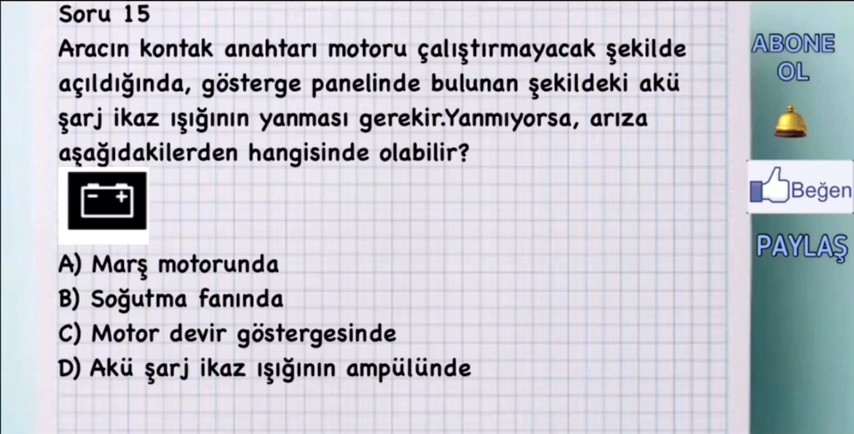 Soru 15
Aracın kontak anahtarı motoru çalıştırmayacak şekilde
açıldığında, gösterge panelinde bulunan şekildeki akü
şarj ikaz ışığının yanması gerekir.Yanmıyorsa, arıza
aşağıdakilerden hangisinde olabilir?
A) Marş motorunda
B) Soğutma fanında
C) Motor devir göstergesinde
D) Akü şarj ikaz ışığının ampülünde
ABONE
OL
Beğen
PAYLAŞ